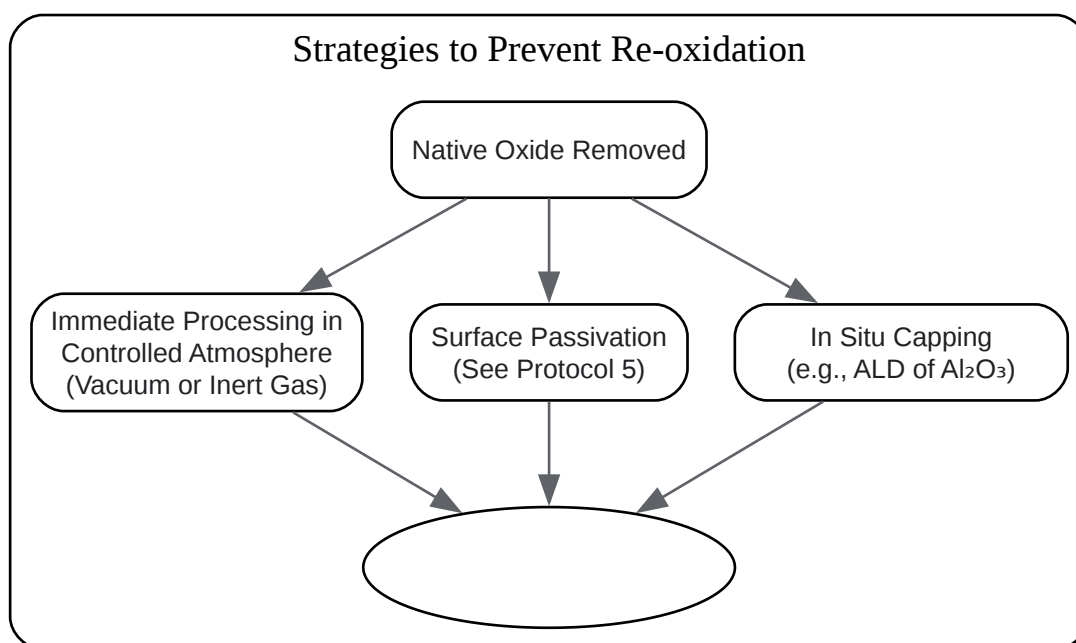 Strategies to Prevent Re-oxidation
Native Oxide Removed
Immediate Processing in
Controlled Atmosphere
(Vacuum or Inert Gas)
Surface Passivation
(See Protocol 5)
In Situ Capping
(e.g., ALD of Al₂O₃)